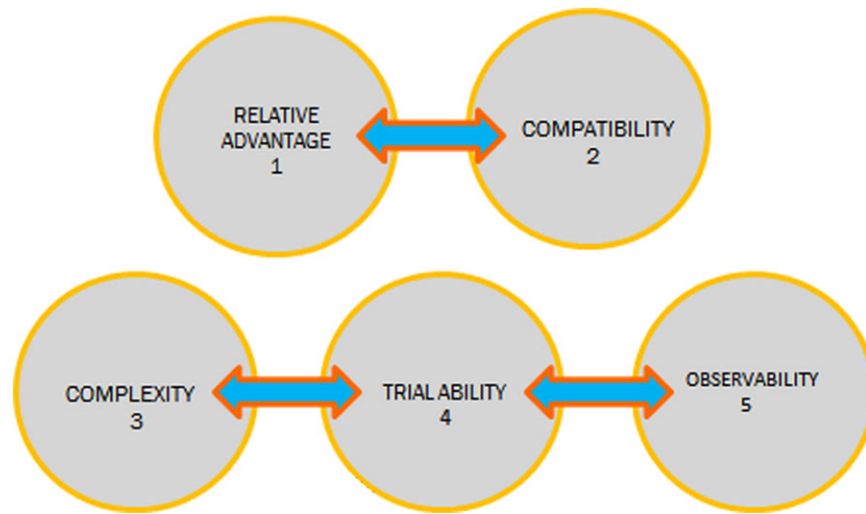 RELATIVE
ADVANTAGE
1
COMPATIBILITY
2
COMPLEXITY
3
TRIAL ABILITY
4
OBSERVABILITY
5